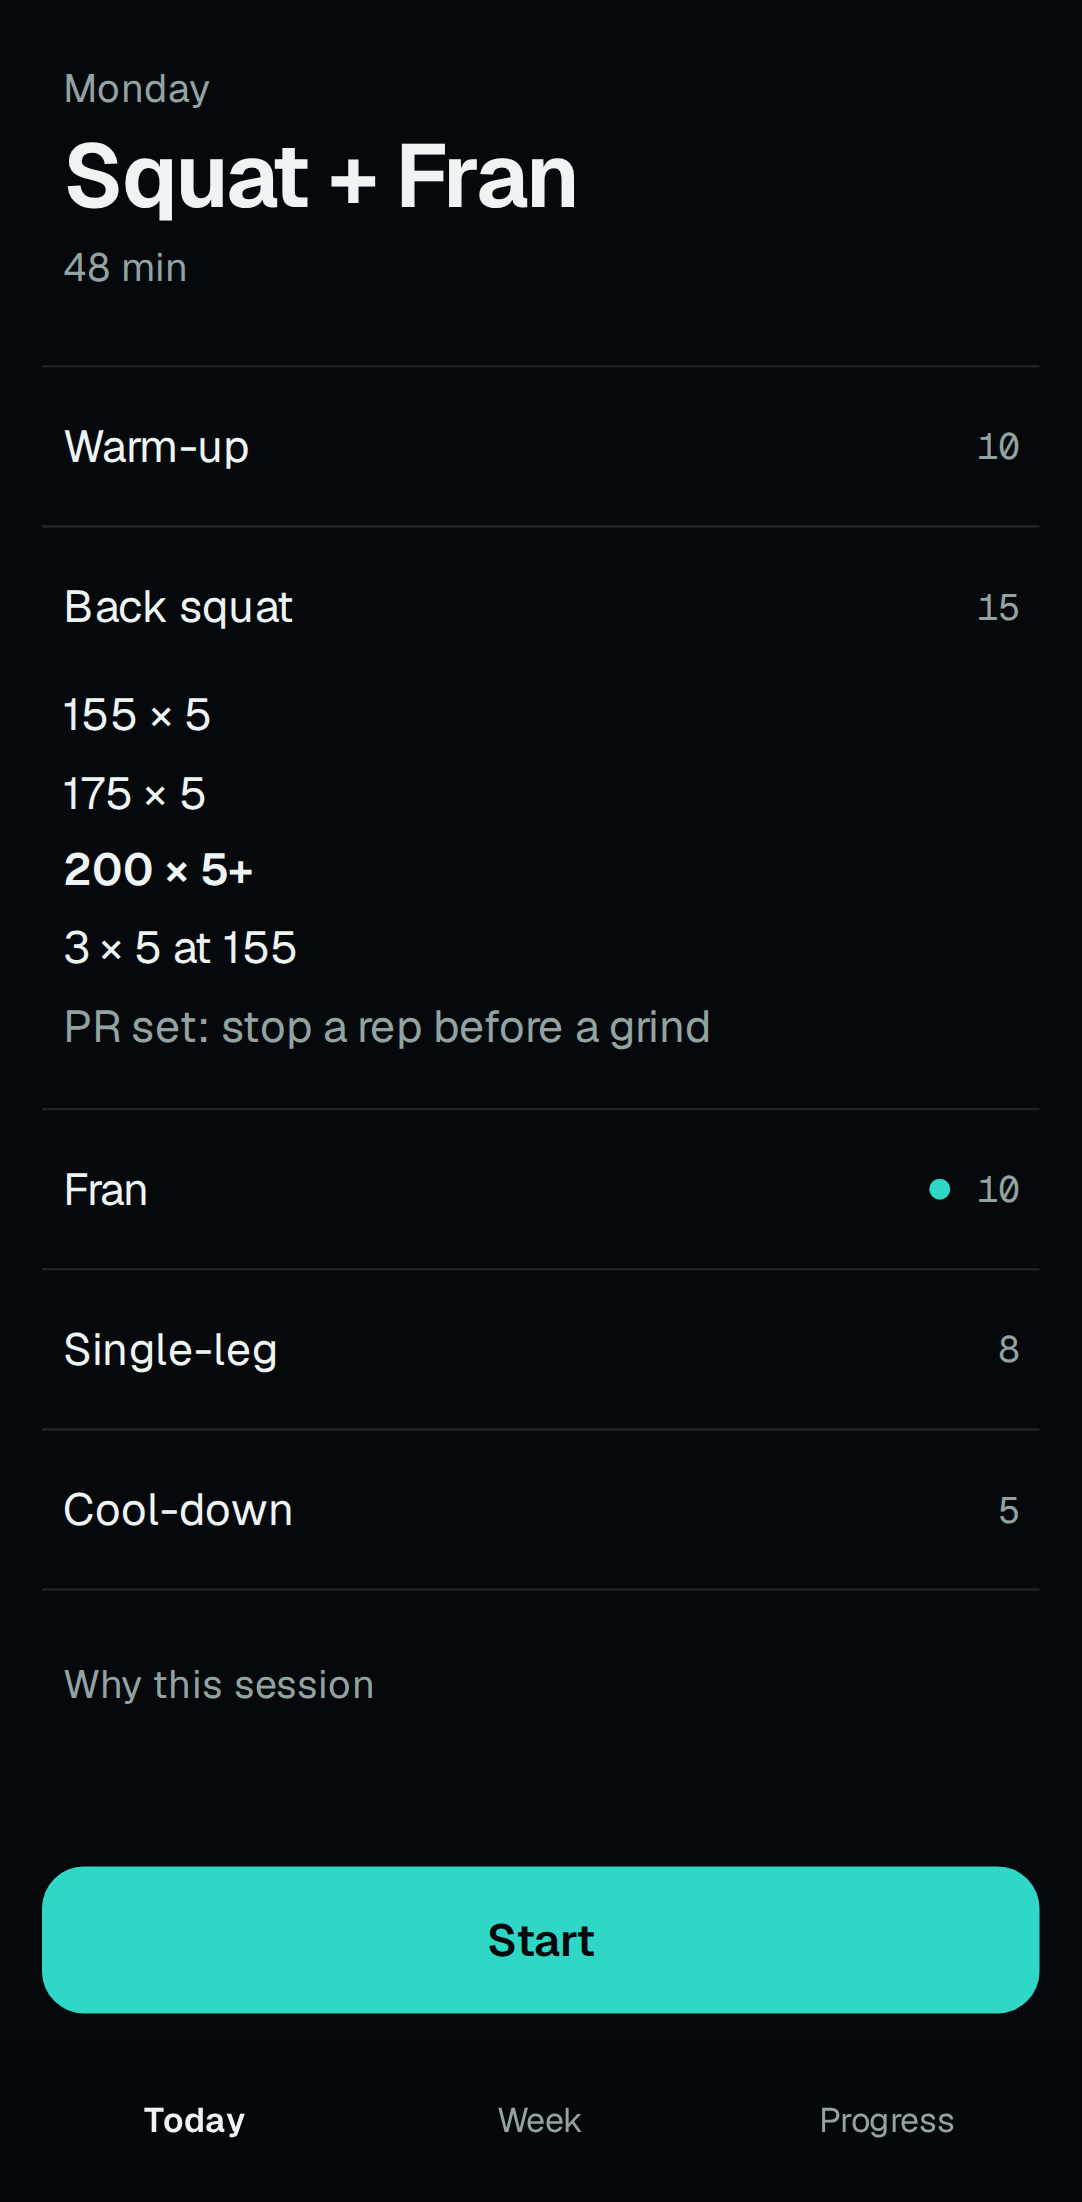 Monday
Squat + Fran
48 min
Warm-up 10
Back squat 15
155 × 5
175 × 5
200 × 5+
3 × 5 at 155
PR set: stop a rep before a grind
Fran 10
Single-leg 8
Cool-down 5
Why this session
Start
Today Week Progress